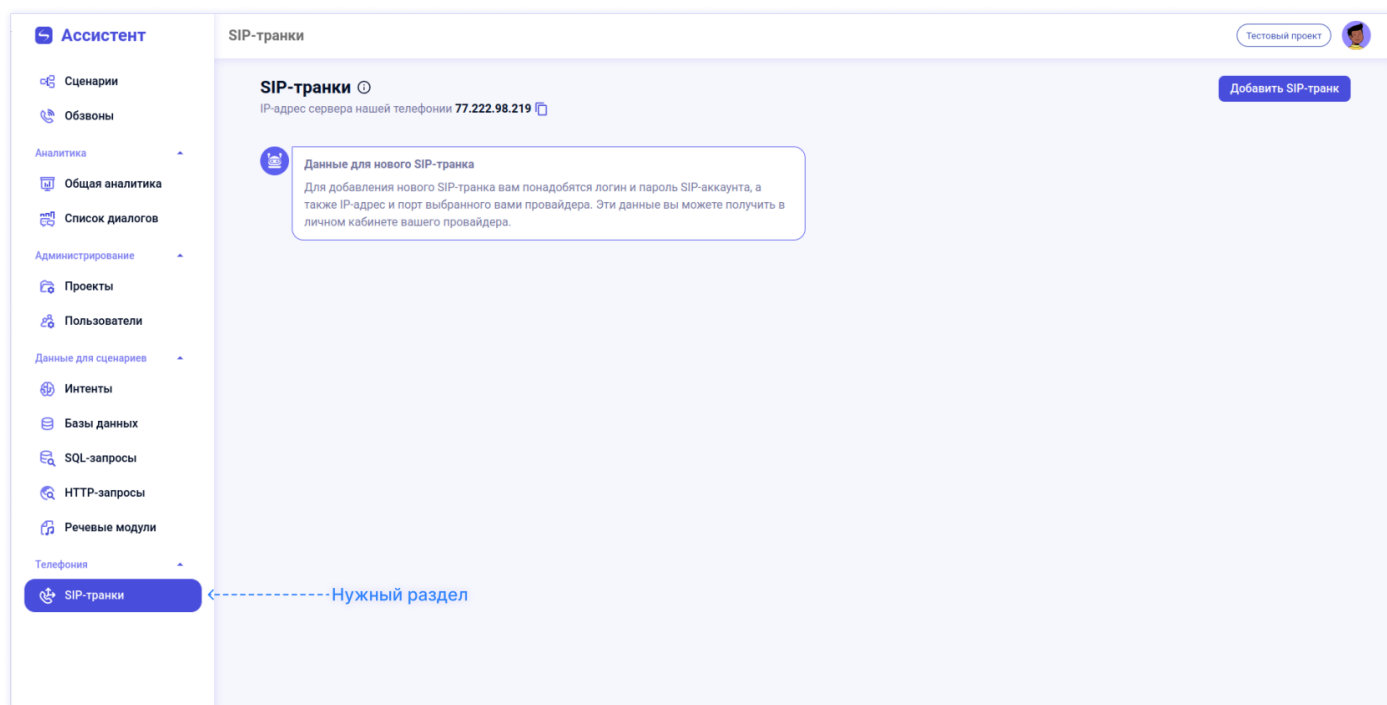 Ассистент
SIP-транки
Тестовый проект
Сценарии
Обзвоны
Аналитика
Общая аналитика
Список диалогов
Администрирование
Проекты
Пользователи
Данные для сценариев
Интенты
Базы данных
SQL-запросы
HTTP-запросы
Речевые модули
Телефония
SIP-транки
Нужный раздел
SIP-транки
Добавить SIP-транк
IP-адрес сервера нашей телефонии 77.222.98.219
Данные для нового SIP-транка
Для добавления нового SIP-транка вам понадобятся логин и пароль SIP-аккаунта, а
также IP-адрес и порт выбранного вами провайдера. Эти данные вы можете получить в
личном кабинете вашего провайдера.